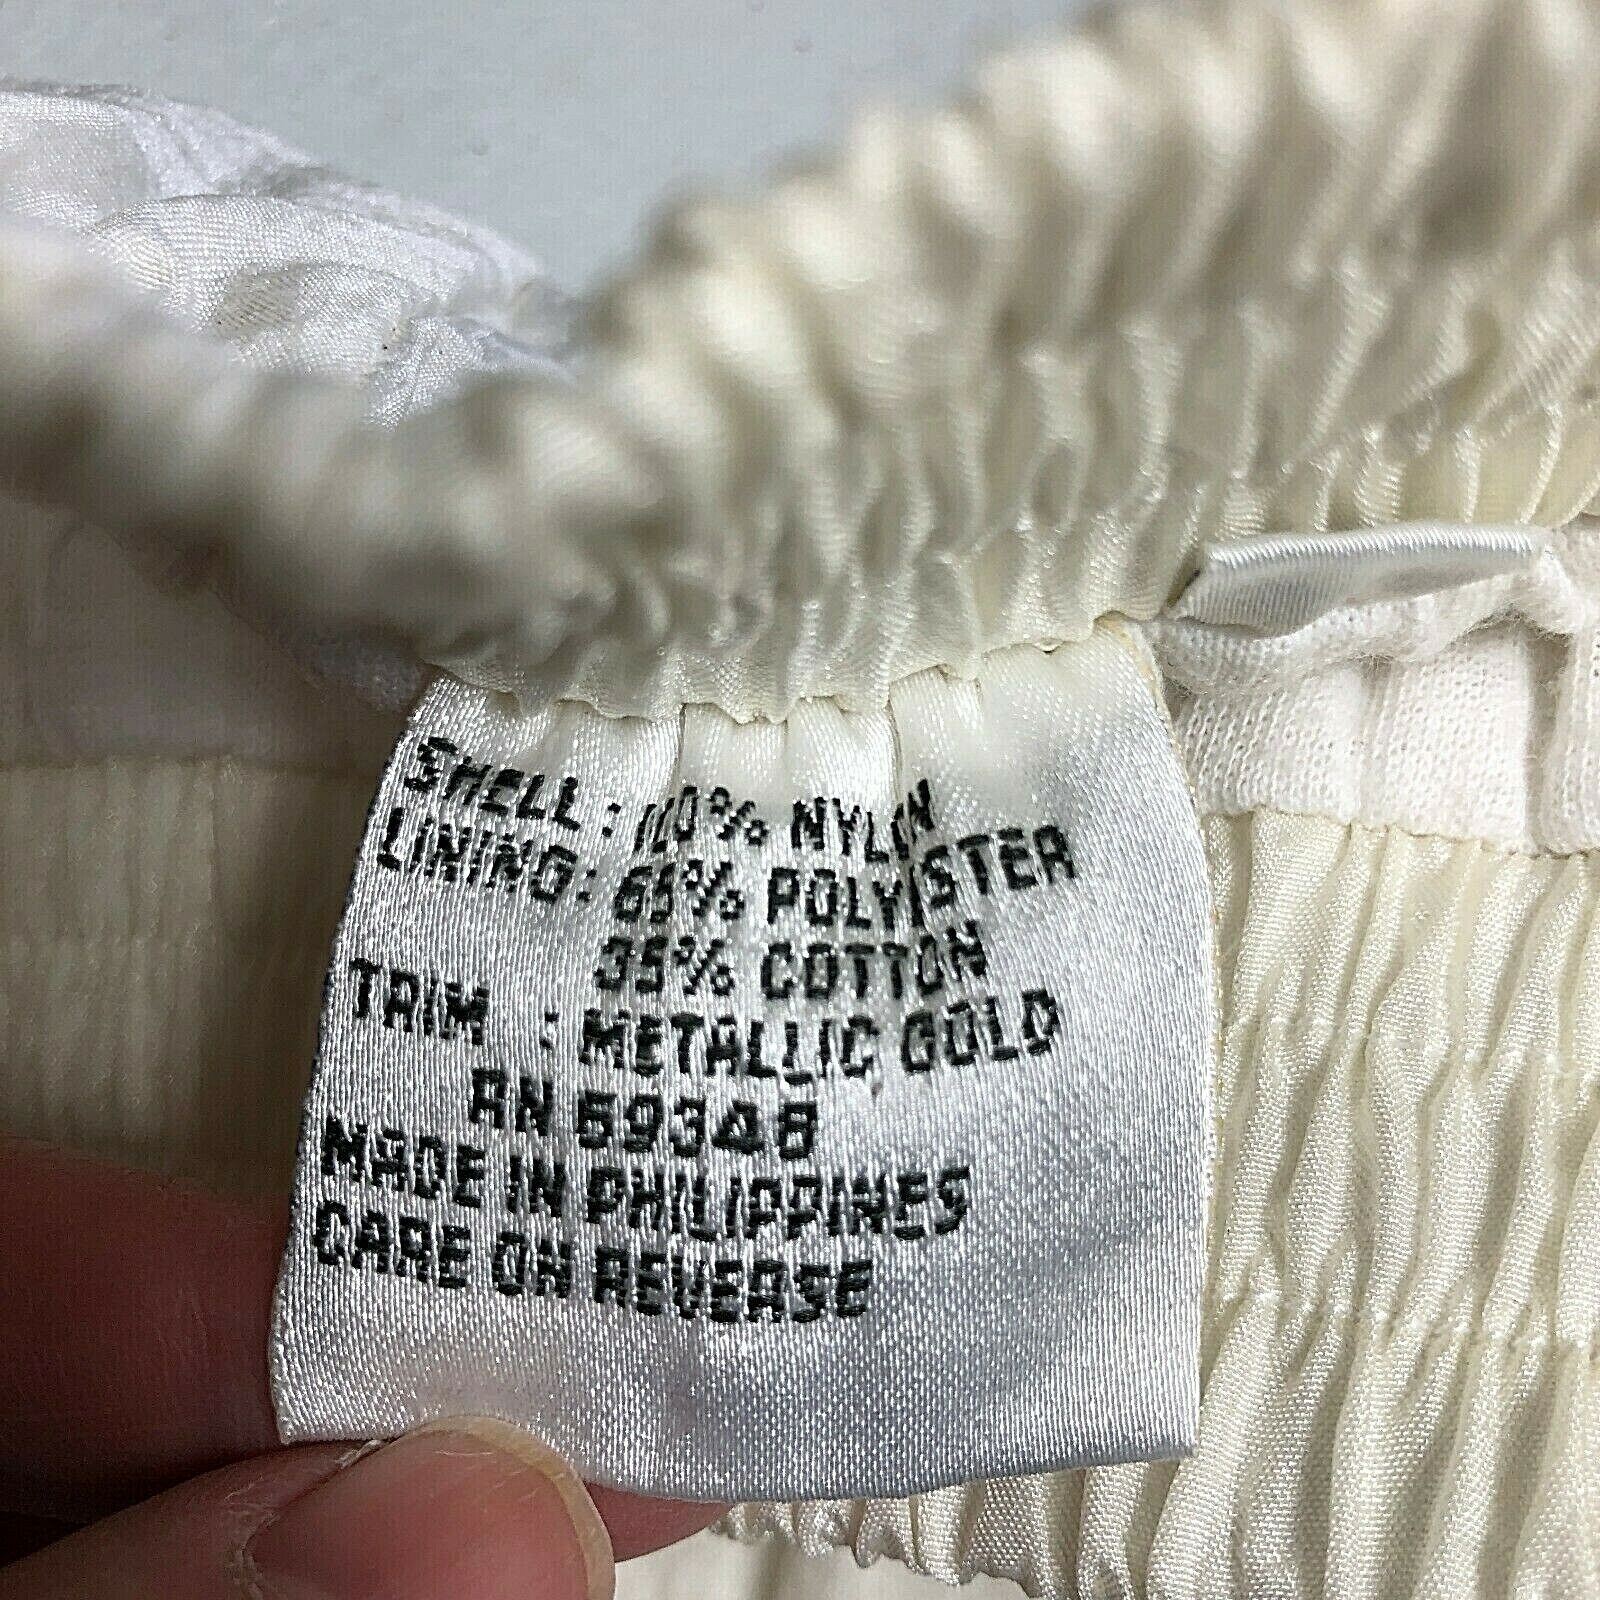 SHELL: 100% NYLON
LINING: 65% POLYESTER
35% COTTON
TRIM : METALLIC GOLD
RN 59348
MADE IN PHILIPPINES
CARE ON REVERSE